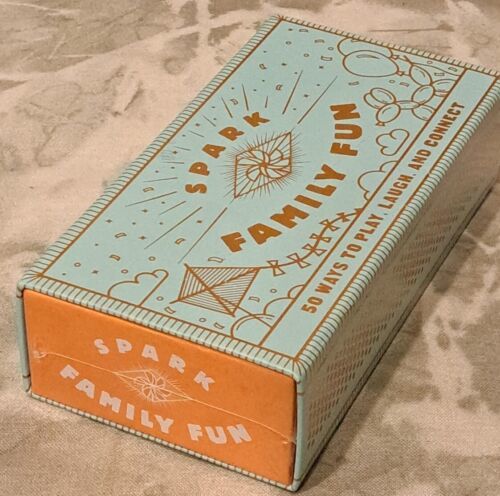 SPARK
FAMILY FUN
50 WAYS TO PLAY, LAUGH, AND CONNECT
SPARK
FAMILY FUN